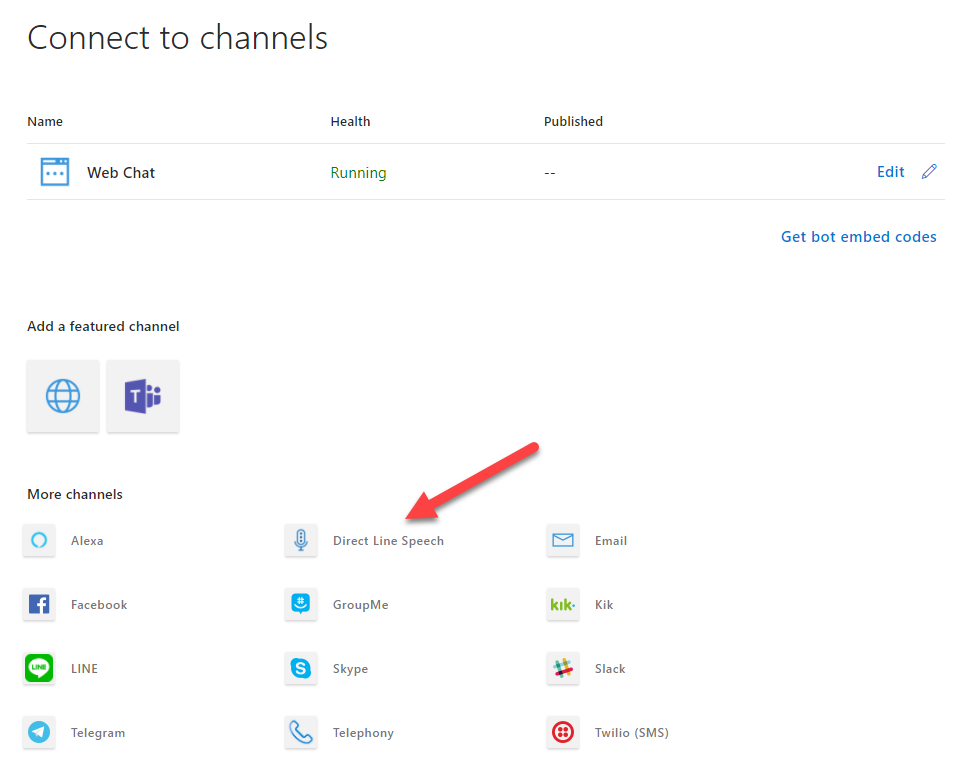 Connect to channels
Name Health Published
Web Chat Running -- Edit
Get bot embed codes
Add a featured channel
T
More channels
Alexa Direct Line Speech Email
Facebook GroupMe kik. Kik
LINE LINE Skype Slack
Telegram Telephony Twilio (SMS)